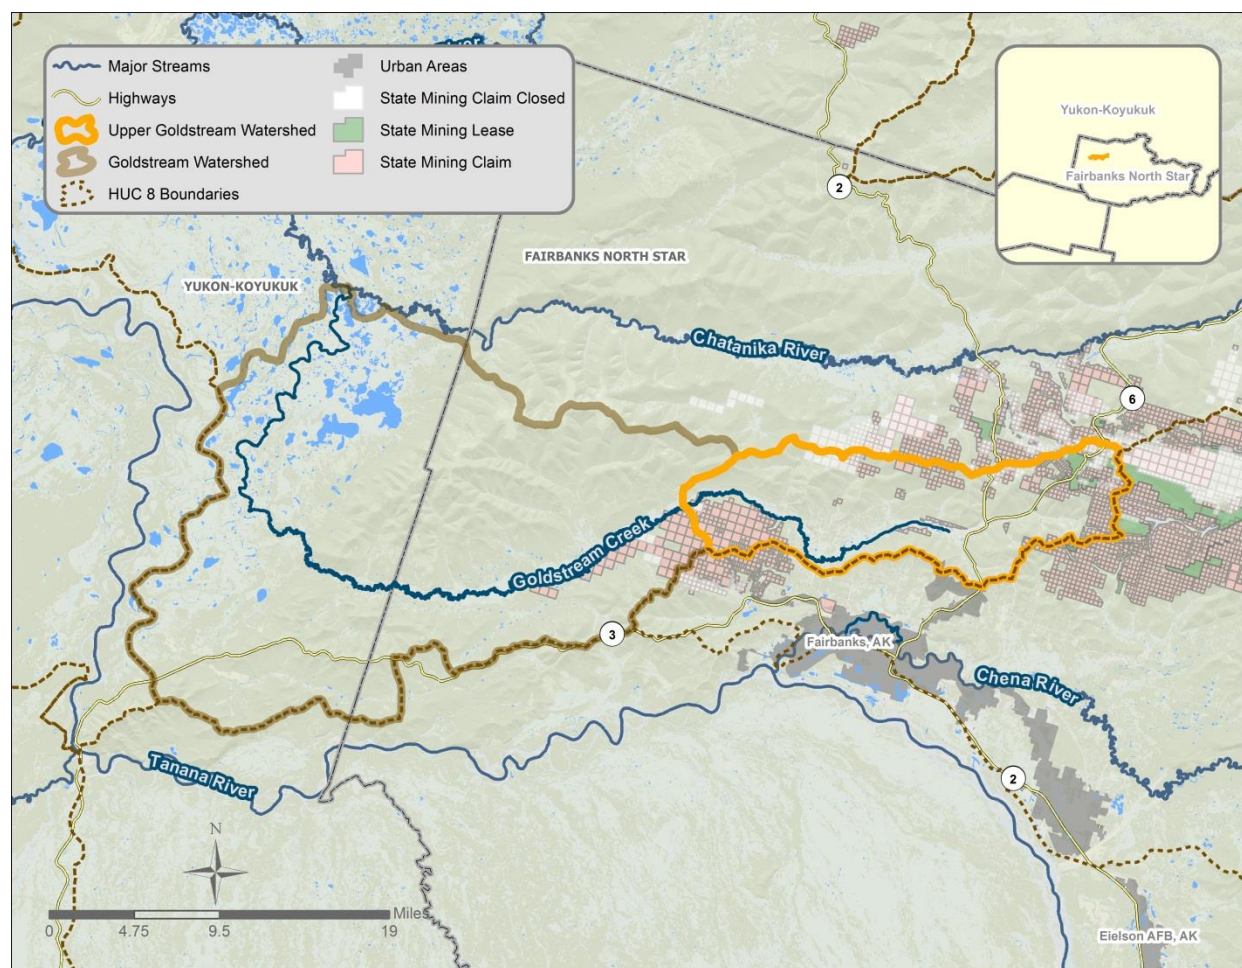 River
Major Streams
Highways
Upper Goldstream Watershed
Goldstream Watershed
HUC 8 Boundaries
Urban Areas
State Mining Claim Closed
State Mining Lease
State Mining Claim
Yukon-Koyukuk
Fairbanks North Star
2
FAIRBANKS NORTH STAR
YUKON-KOYUKUK
Chatanika River
6
Goldstream Creek
3
Fairbanks, AK
Chena River
Tanana River
2
N
Miles
0 4.75 9.5 19
Eielson AFB, AK